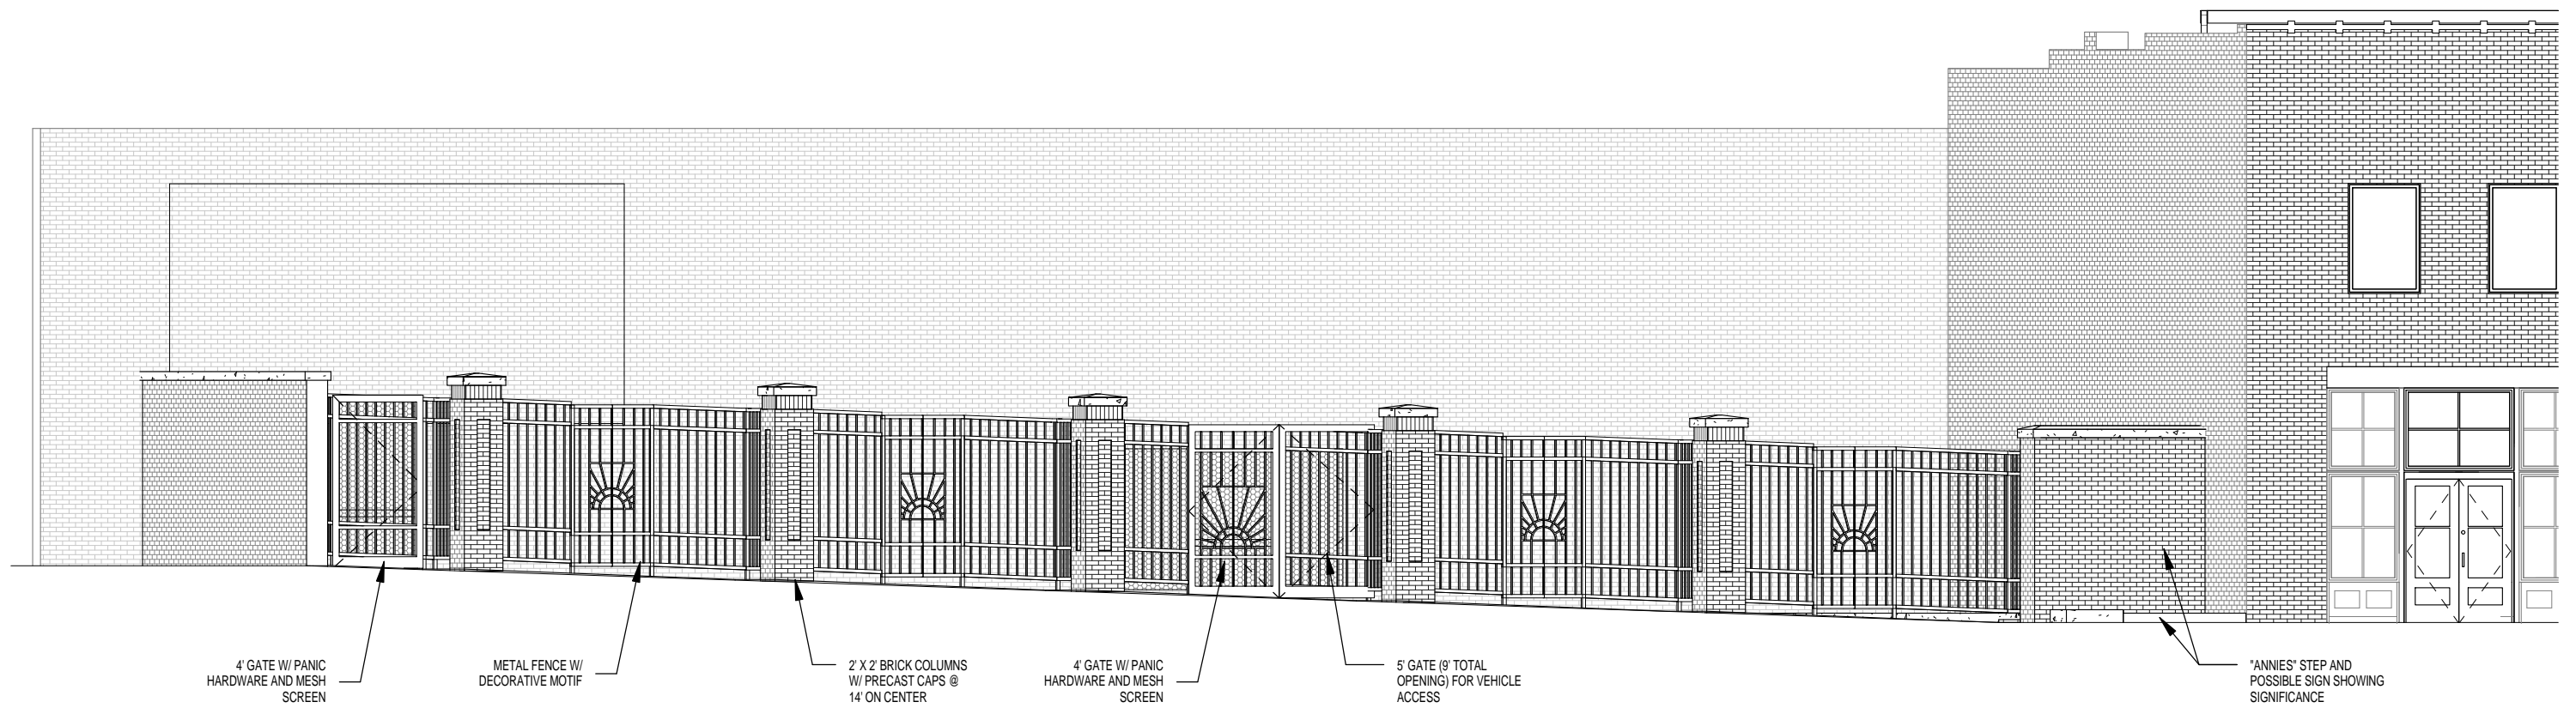 4' GATE W/ PANIC
HARDWARE AND MESH
SCREEN
METAL FENCE W/
DECORATIVE MOTIF
2' X 2' BRICK COLUMNS
W/ PRECAST CAPS @
14' ON CENTER
4' GATE W/ PANIC
HARDWARE AND MESH
SCREEN
5' GATE (9' TOTAL
OPENING) FOR VEHICLE
ACCESS
"ANNIES" STEP AND
POSSIBLE SIGN SHOWING
SIGNIFICANCE